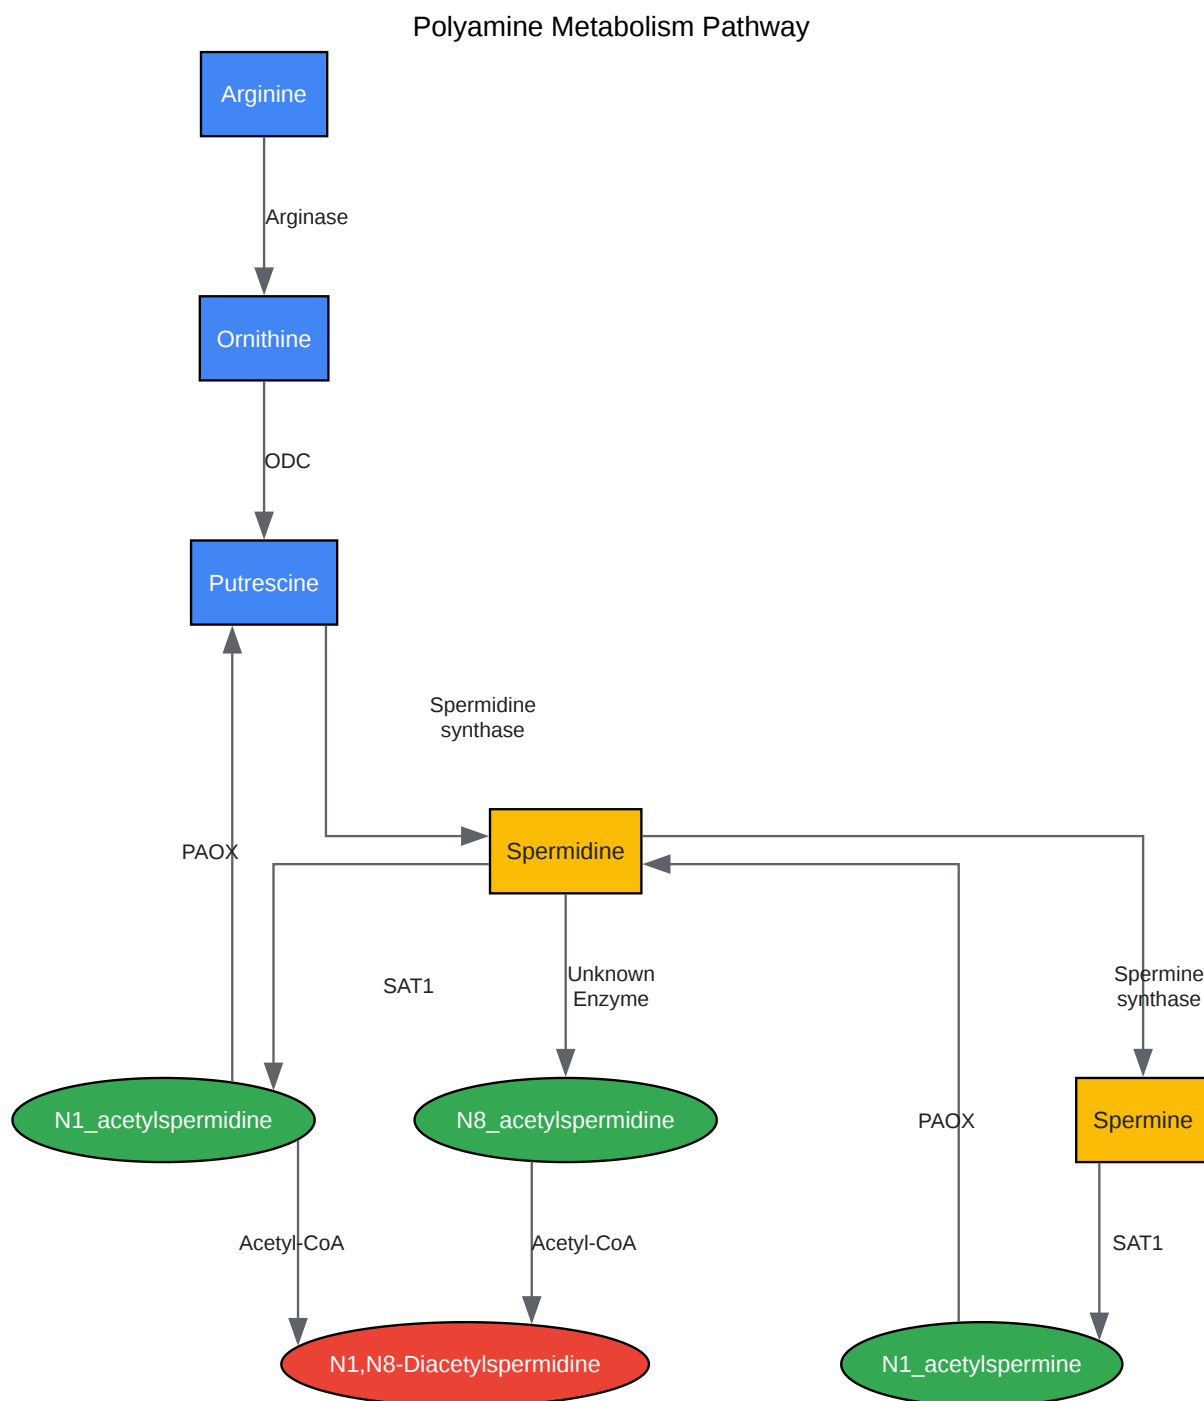 Polyamine Metabolism Pathway
Arginine
Arginase
Ornithine
ODC
Putrescine
Spermidine
synthase
PAOX
Spermidine
SAT1
Unknown
Enzyme
Spermine
synthase
N1_acetylspermidine
N8_acetylspermidine
PAOX
Spermine
Acetyl-CoA
Acetyl-CoA
SAT1
N1,N8-Diacetylspermidine
N1_acetylspermine